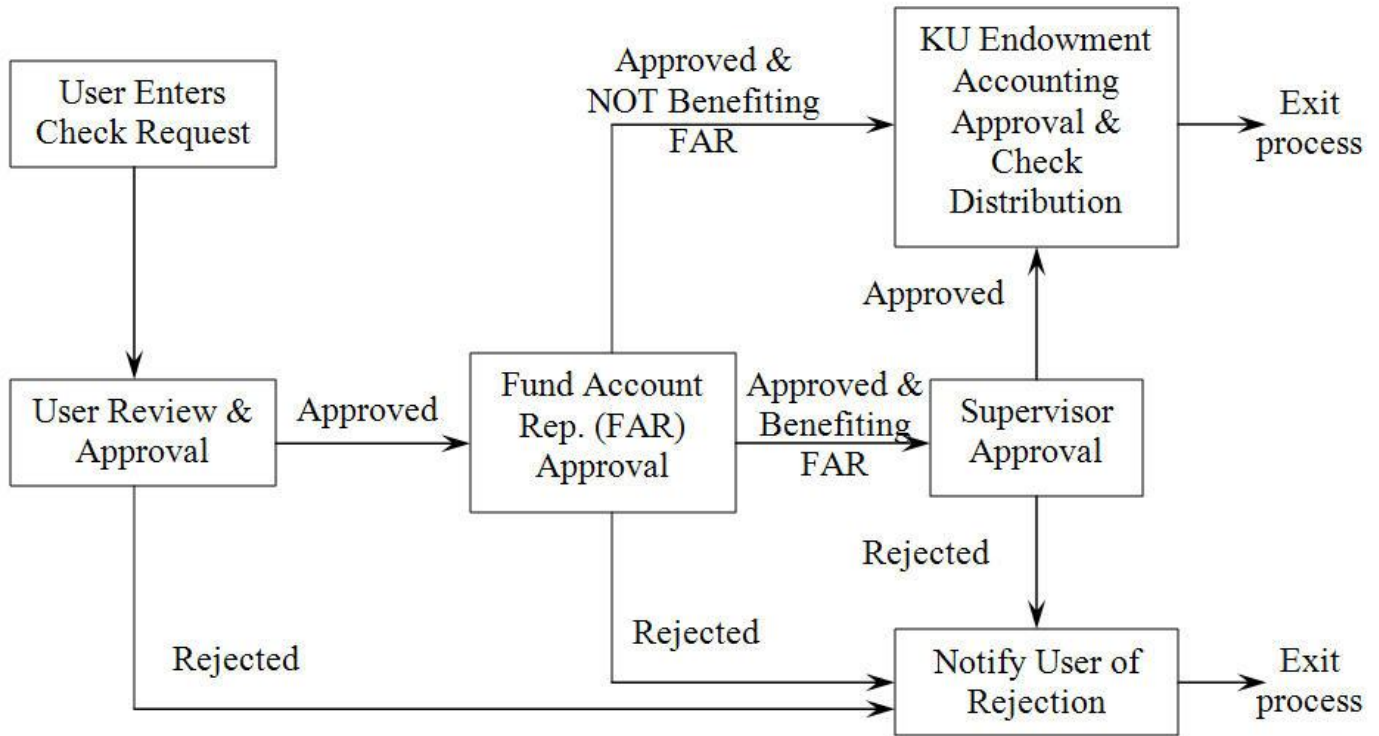 User Enters
Check Request
Approved &
NOT Benefiting
FAR
KU Endowment
Accounting
Approval &
Check
Distribution
Exit
process
Approved
User Review &
Approval
Approved
Fund Account
Rep. (FAR)
Approval
Approved &
Benefiting
FAR
Supervisor
Approval
Rejected
Rejected
Rejected
Notify User of
Rejection
Exit
process